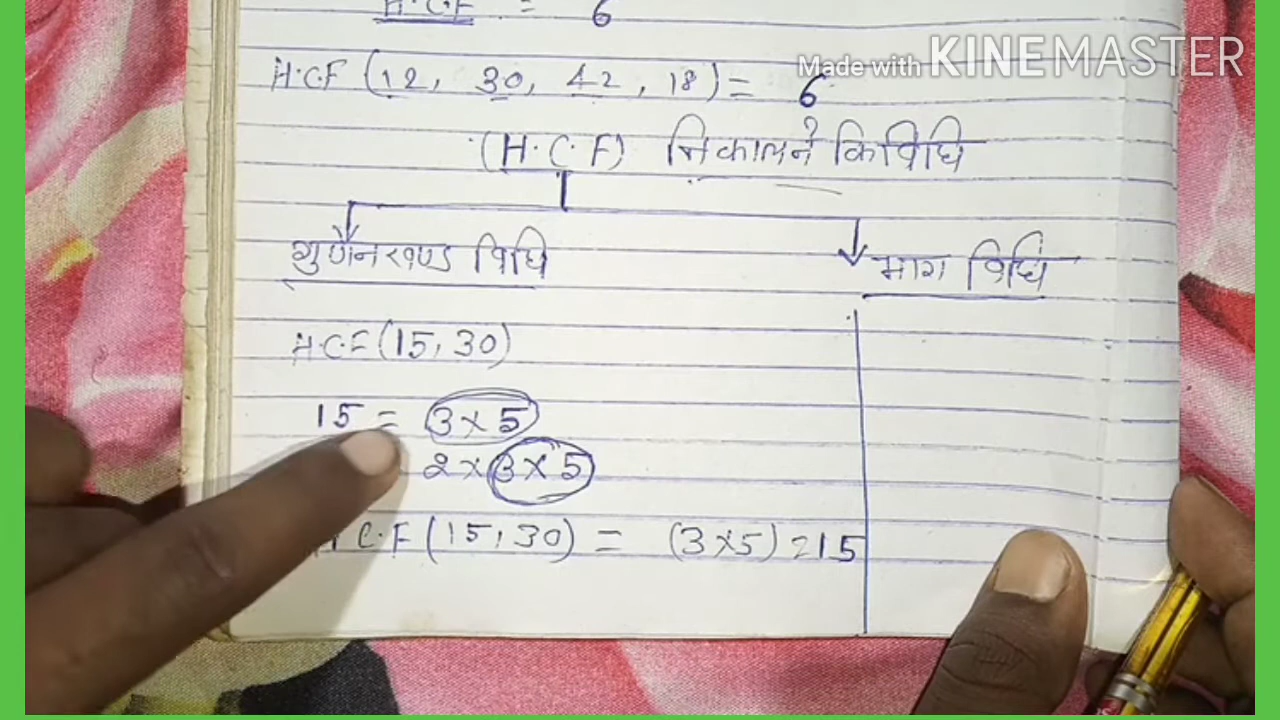 H.C.F = 6
Made with KINEMASTER
H.C.F (12, 30, 42, 18) = 6
(H.C.F) निकालने कि विधि
गुणनखण्ड विधि
भाग विधि
H.C.F (15, 30)
15 = 3 x 5
2 x 3 x 5
C.F (15, 30) = (3 x 5) = 15